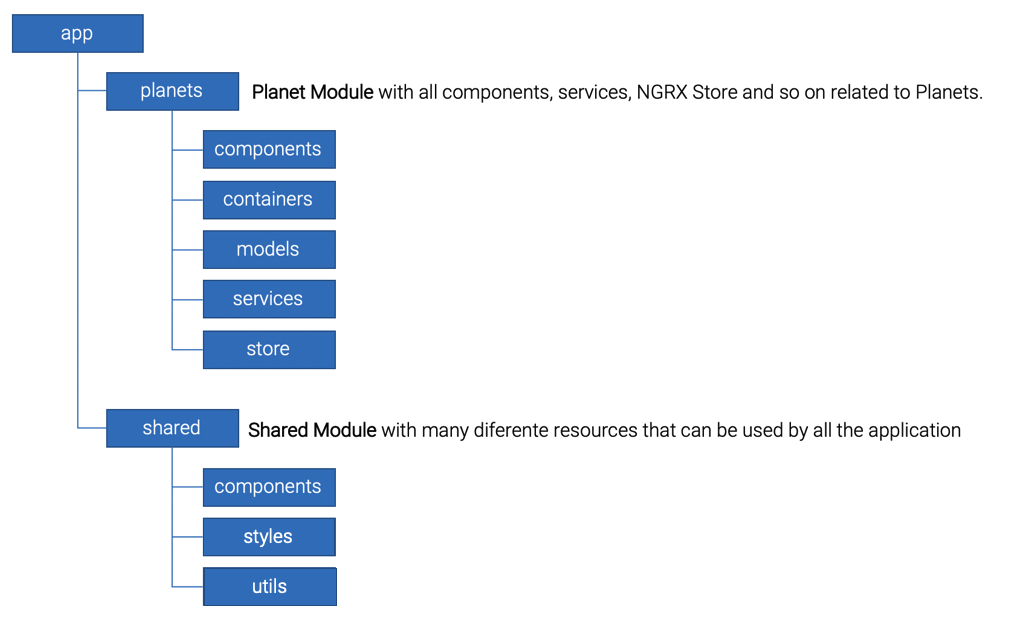 app
planets
Planet Module with all components, services, NGRX Store and so on related to Planets.
components
containers
models
services
store
shared
Shared Module with many diferente resources that can be used by all the application
components
styles
utils